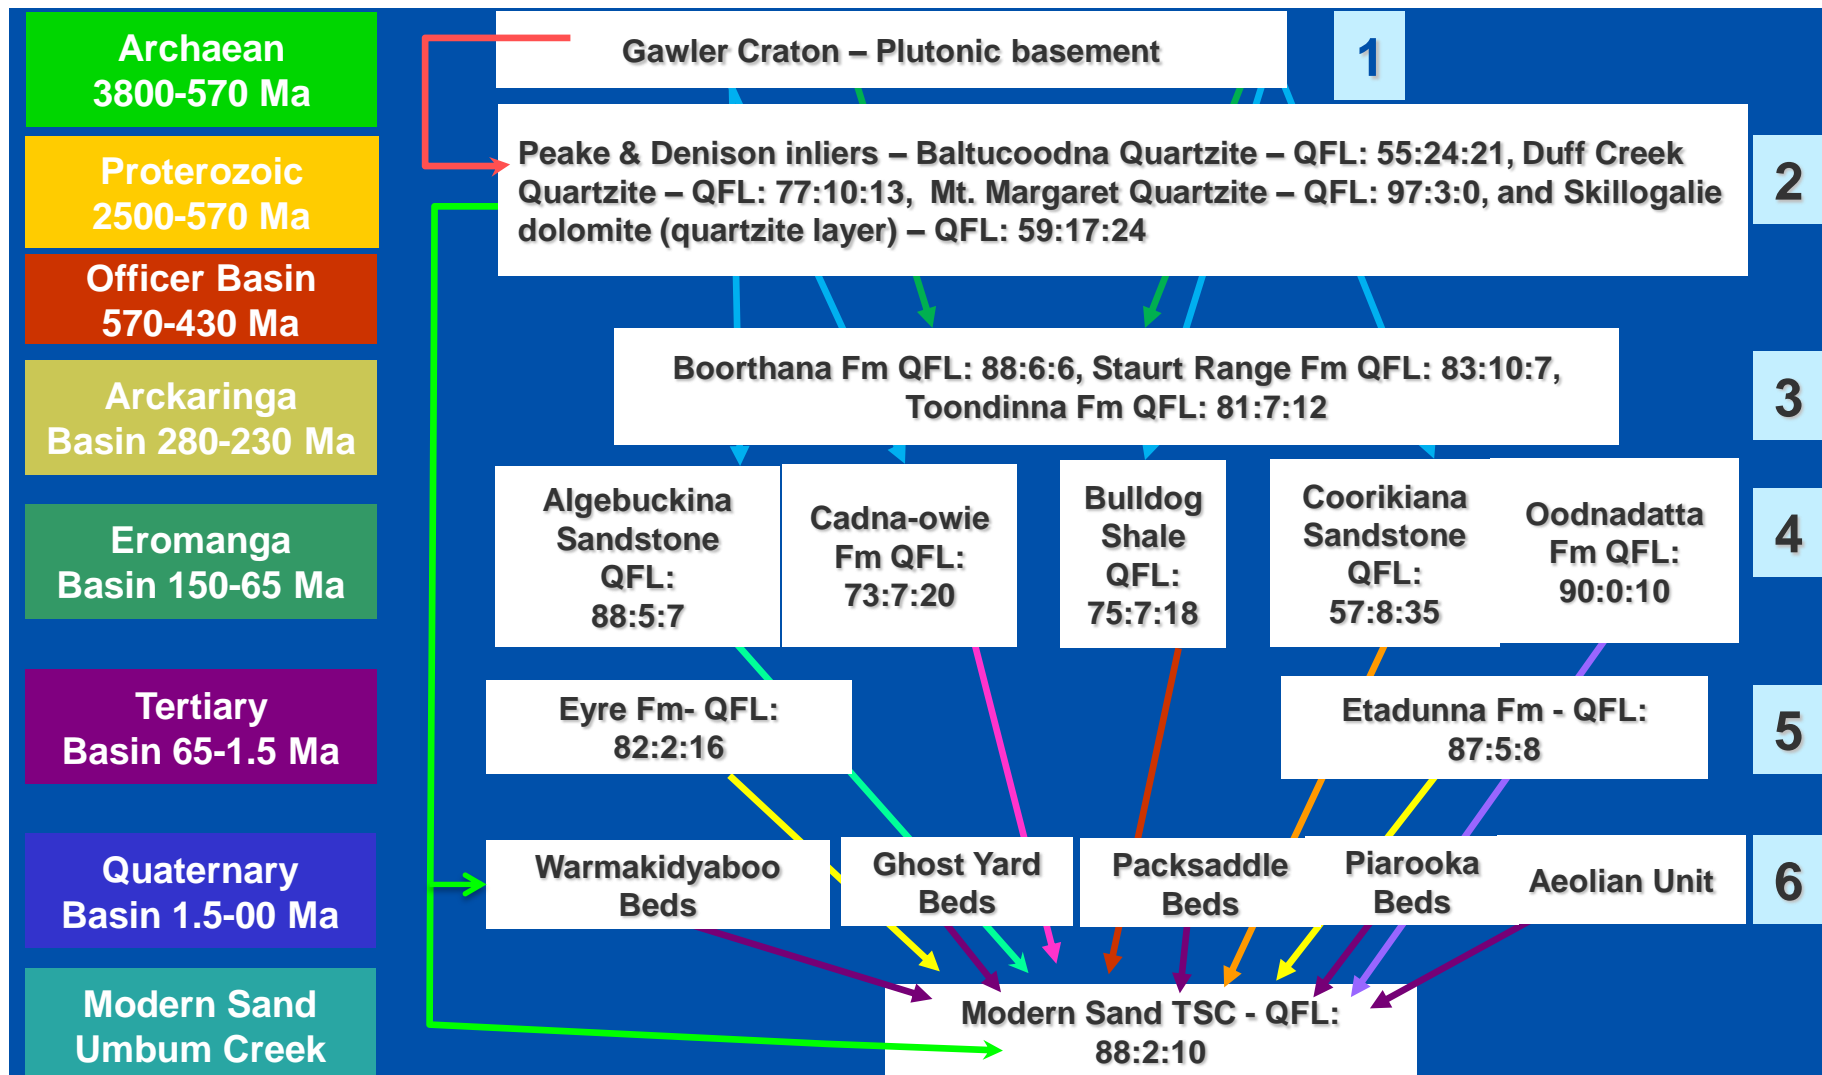 Archaean
3800-570 Ma
Gawler Craton – Plutonic basement
1
Proterozoic
2500-570 Ma
Peake & Denison inliers – Baltucoodna Quartzite – QFL: 55:24:21, Duff Creek
Quartzite – QFL: 77:10:13, Mt. Margaret Quartzite – QFL: 97:3:0, and Skillogalie
dolomite (quartzite layer) – QFL: 59:17:24
2
Officer Basin
570-430 Ma
Arckaringa
Basin 280-230 Ma
Boorthana Fm QFL: 88:6:6, Staurt Range Fm QFL: 83:10:7,
Toondinna Fm QFL: 81:7:12
3
Eromanga
Basin 150-65 Ma
Algebuckina
Sandstone
QFL:
88:5:7
Cadna-owie
Fm QFL:
73:7:20
Bulldog
Shale
QFL:
75:7:18
Coorikiana
Sandstone
QFL:
57:8:35
Oodnadatta
Fm QFL:
90:0:10
4
Tertiary
Basin 65-1.5 Ma
Eyre Fm- QFL:
82:2:16
Etadunna Fm - QFL:
87:5:8
5
Quaternary
Basin 1.5-00 Ma
Warmakidyaboo
Beds
Ghost Yard
Beds
Packsaddle
Beds
Piarooka
Beds
Aeolian Unit
6
Modern Sand
Umbum Creek
Modern Sand TSC - QFL:
88:2:10